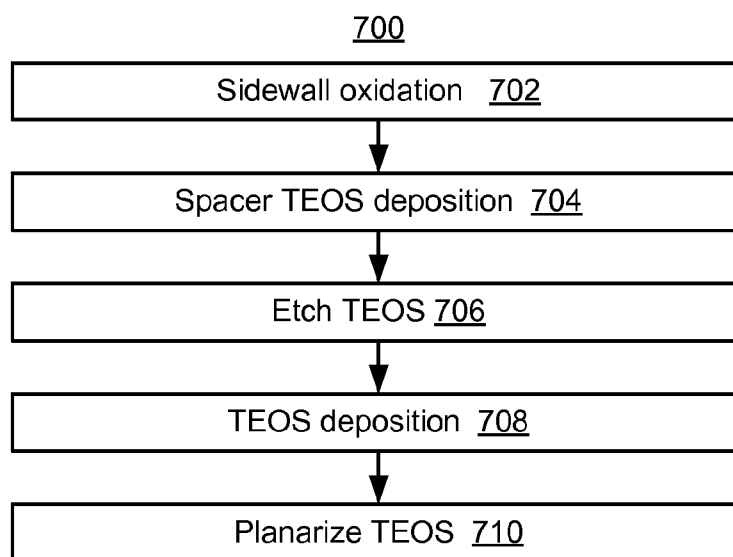 700
Sidewall oxidation 702
Spacer TEOS deposition 704
Etch TEOS 706
TEOS deposition 708
Planarize TEOS 710